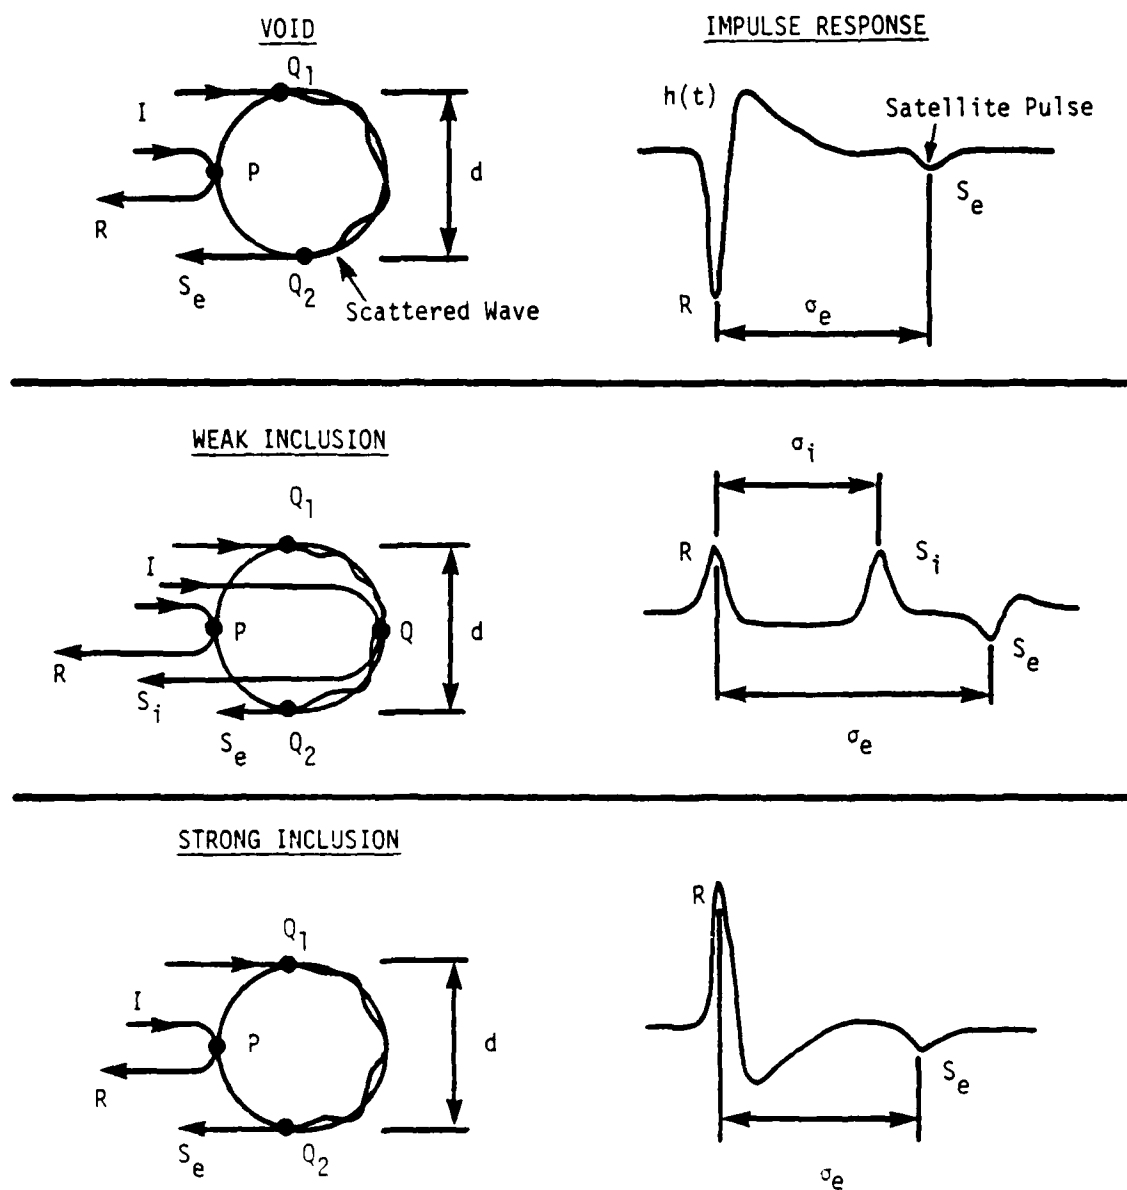 VOID
IMPULSE RESPONSE
Q1
h(t)
Satellite Pulse
I
P
d
R
Se
Se
Q2
Scattered Wave
R
σe
WEAK INCLUSION
σi
Q1
R
Si
I
P
Q
d
R
Si
Se
Q2
Se
σe
STRONG INCLUSION
R
Q1
I
P
d
R
Se
Se
Q2
σe